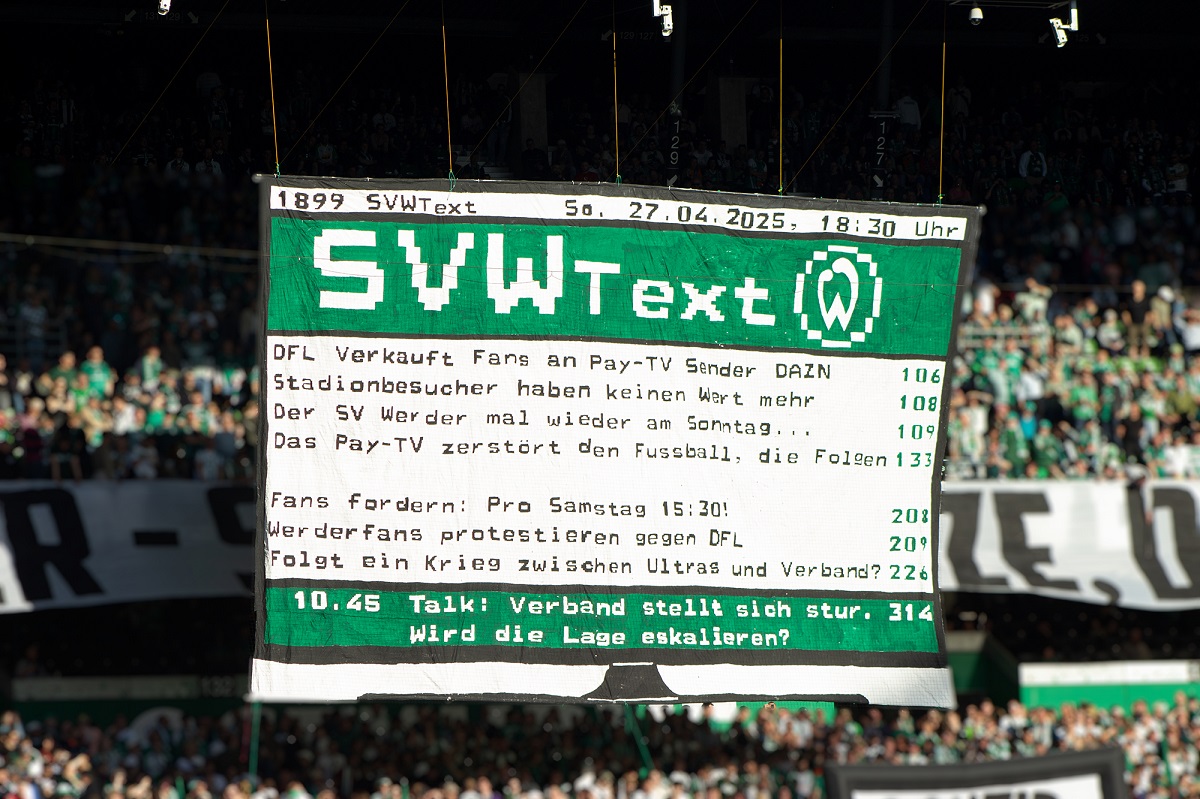 129
127
1899 SVWText So. 27.04.2025, 18:30 Uhr
SVWText W
DFL Verkauft Fans an Pay-TV Sender DAZN 106
Stadionbesucher haben keinen Wert mehr 108
Der SV Werder mal wieder am Sonntag... 109
Das Pay-TV zerstört den Fussball, die Folgen 133
Fans fordern: Pro Samstag 15:30! 208
Werderfans protestieren gegen DFL 209
Folgt ein Krieg zwischen Ultras und Verband? 226
10.45 Talk: Verband stellt sich stur. 314
Wird die Lage eskalieren?